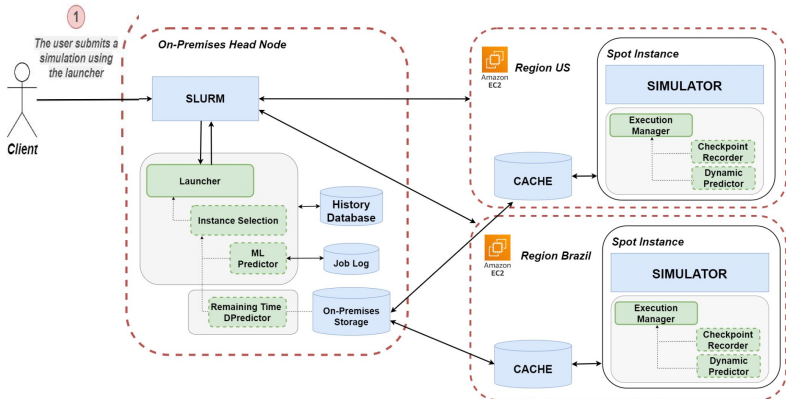 1
The user submits a
simulation using
the launcher
Client
On-Premises Head Node
SLURM
Launcher
Instance Selection
ML
Predictor
Remaining Time
DPredictor
History
Database
Job Log
On-Premises
Storage
Amazon
EC2
Region US
CACHE
Spot Instance
SIMULATOR
Execution
Manager
Checkpoint
Recorder
Dynamic
Predictor
Amazon
EC2
Region Brazil
CACHE
Spot Instance
SIMULATOR
Execution
Manager
Checkpoint
Recorder
Dynamic
Predictor